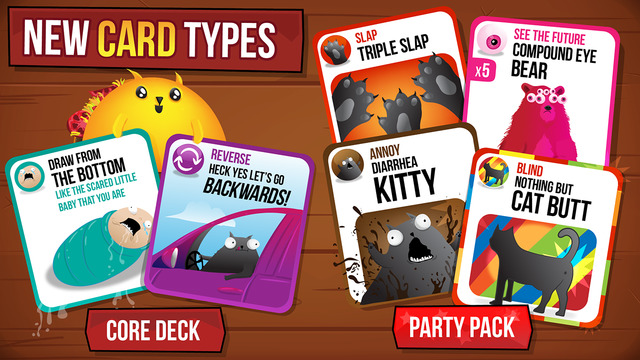 NEW CARD TYPES
DRAW FROM
THE BOTTOM
LIKE THE SCARED LITTLE
BABY THAT YOU ARE
REVERSE
HECK YES LET'S GO
BACKWARDS!
CORE DECK
SLAP
TRIPLE SLAP
SEE THE FUTURE
COMPOUND EYE
BEAR
x5
ANNOY
DIARRHEA
KITTY
BLIND
NOTHING BUT
CAT BUTT
PARTY PACK